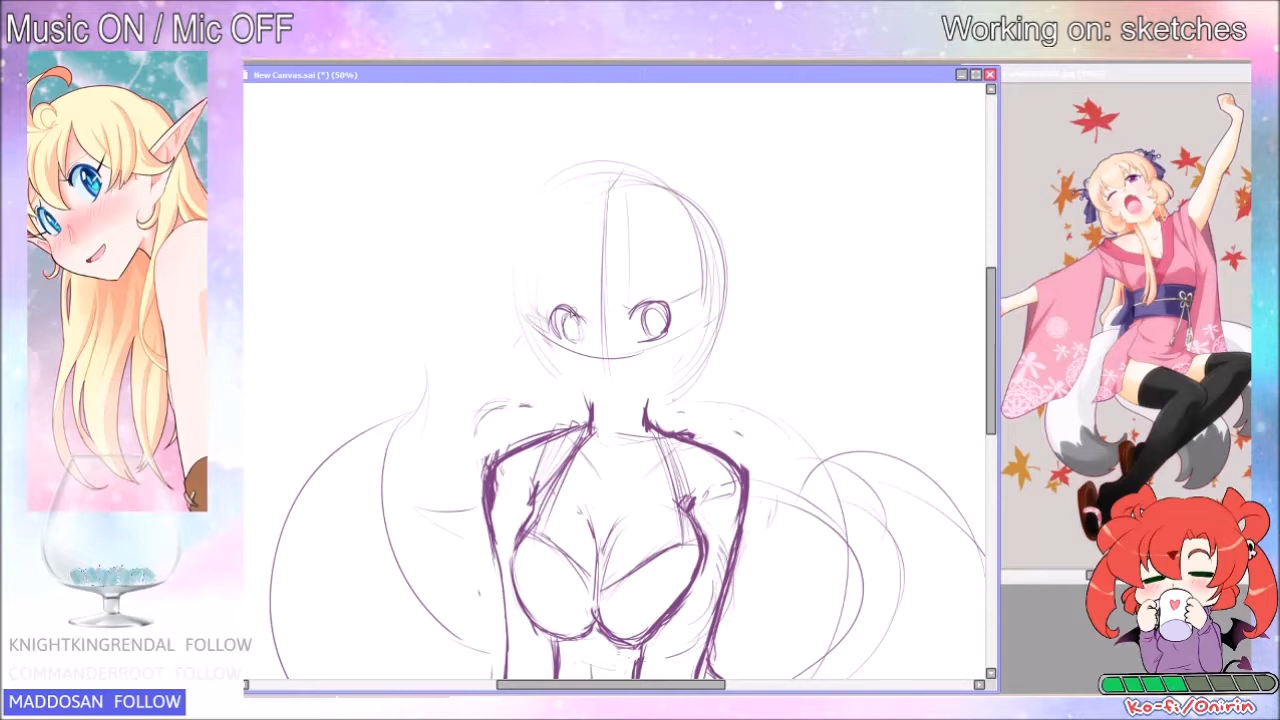 Music ON / Mic OFF
Working on: sketches
New Canvas.sai (*) (50%)
KNIGHTKINGRENDAL FOLLOW
COMMANDERROOT FOLLOW
MADDOSAN FOLLOW
Ko-fi/Onirin